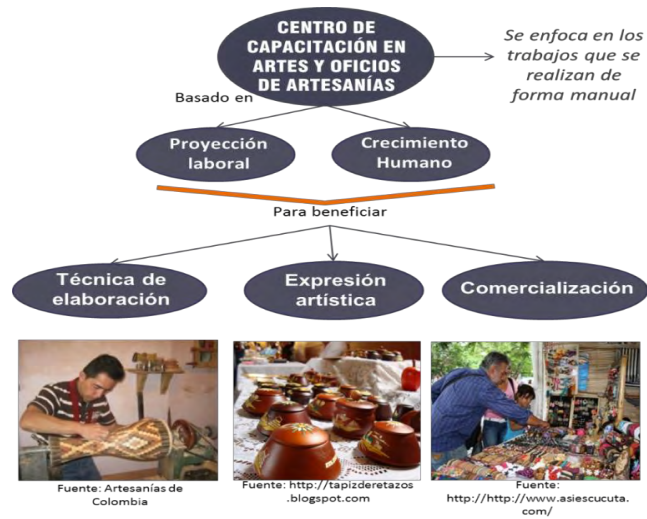 CENTRO DE
CAPACITACIÓN EN
ARTES Y OFICIOS
DE ARTESANÍAS
Se enfoca en los
trabajos que se
realizan de
forma manual
Basado en
Proyección
laboral
Crecimiento
Humano
Para beneficiar
Técnica de
elaboración
Expresión
artística
Comercialización
Fuente: Artesanías de
Colombia
Fuente: http://tapizderetazos
.blogspot.com
Fuente:
http://http://www.asiescucuta.
com/